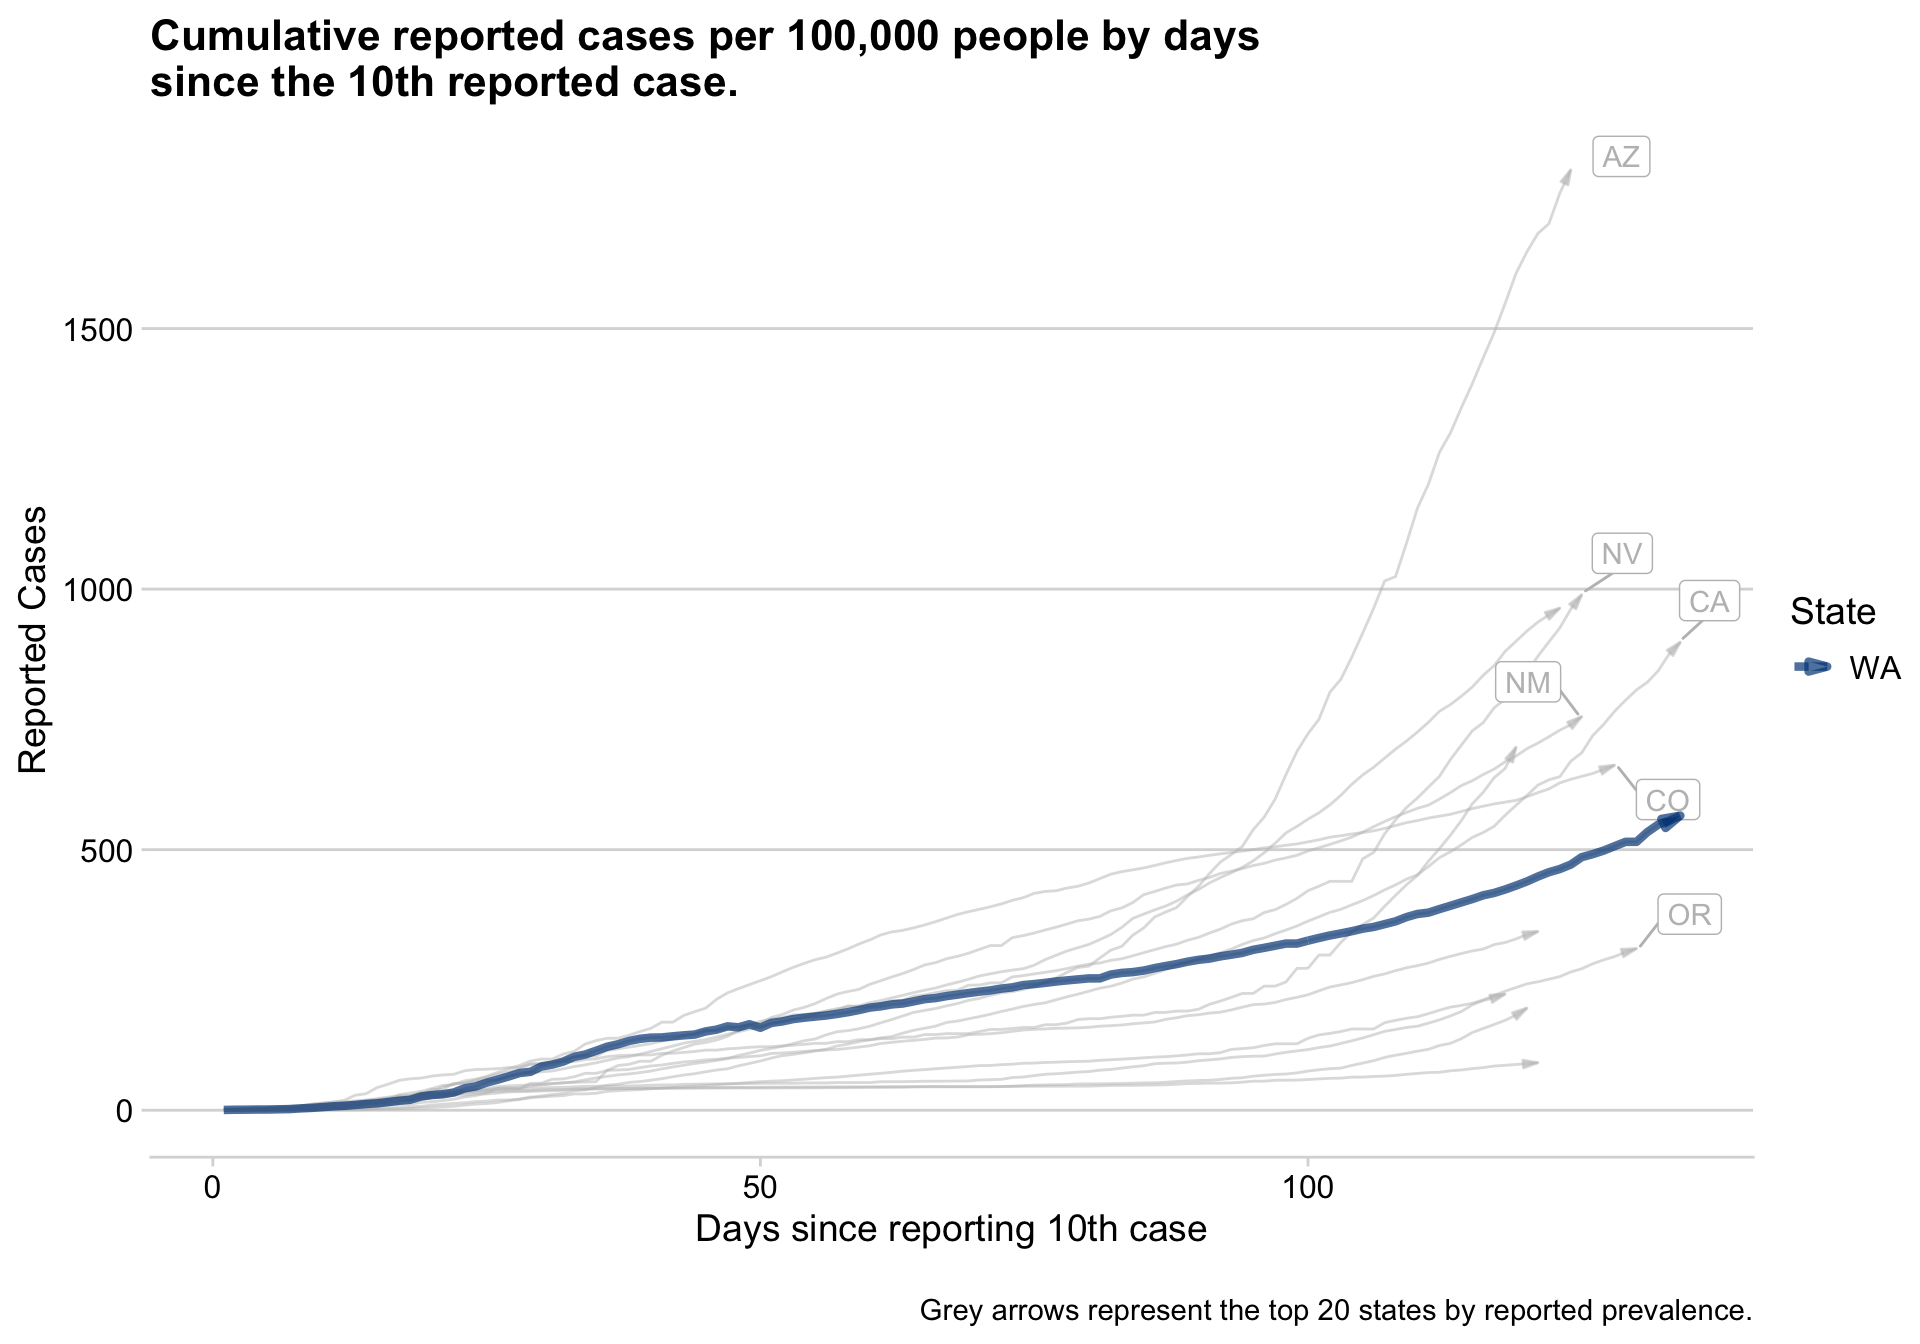 Cumulative reported cases per 100,000 people by days
since the 10th reported case.
AZ
1500
NV
1000
CA
NM
CO
500
OR
0
Reported Cases
State
WA
0 50 100
Days since reporting 10th case
Grey arrows represent the top 20 states by reported prevalence.